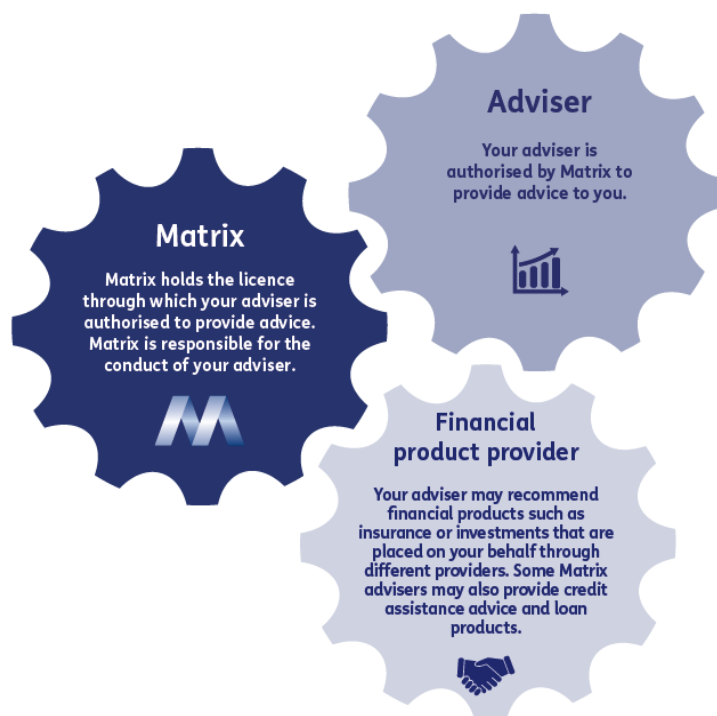 Adviser
Your adviser is
authorised by Matrix to
provide advice to you.
Matrix
Matrix holds the licence
through which your adviser is
authorised to provide advice.
Matrix is responsible for the
conduct of your adviser.
M
Financial
product provider
Your adviser may recommend
financial products such as
insurance or investments that are
placed on your behalf through
different providers. Some Matrix
advisers may also provide credit
assistance advice and loan
products.